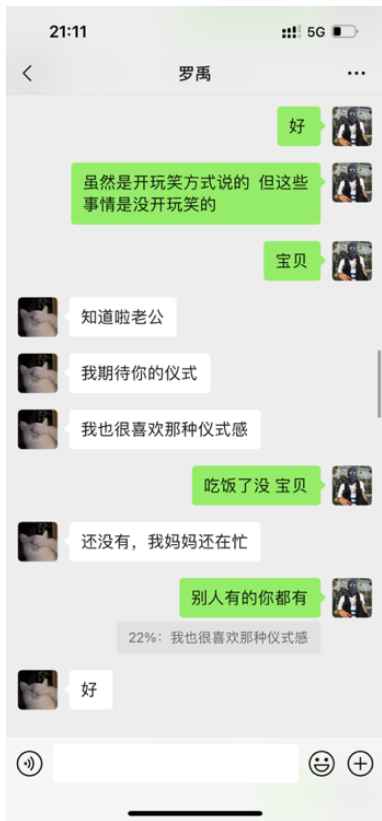 21:11
5G
罗禹
好
虽然是开玩笑方式说的 但这些
事情是没开玩笑的
宝贝
知道啦老公
我期待你的仪式
我也很喜欢那种仪式感
吃饭了没 宝贝
还没有，我妈妈还在忙
别人有的你都有
22%：我也很喜欢那种仪式感
好